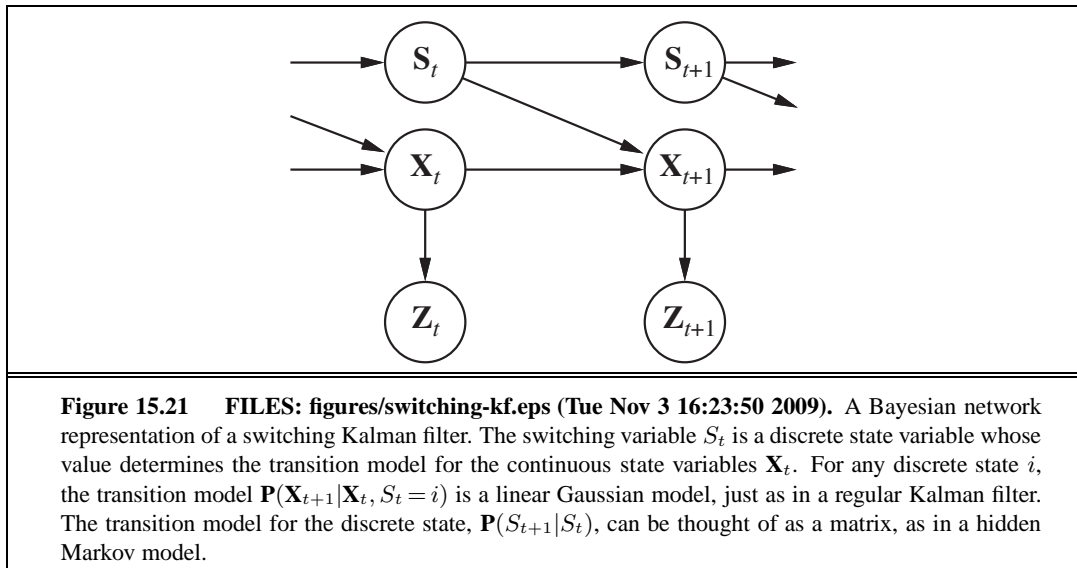 S_t
S_{t+1}
X_t
X_{t+1}
Z_t
Z_{t+1}
Figure 15.21 FILES: figures/switching-kf.eps (Tue Nov 3 16:23:50 2009). A Bayesian network
representation of a switching Kalman filter. The switching variable S_t is a discrete state variable whose
value determines the transition model for the continuous state variables X_t. For any discrete state i,
the transition model P(X_{t+1}|X_t, S_t = i) is a linear Gaussian model, just as in a regular Kalman filter.
The transition model for the discrete state, P(S_{t+1}|S_t), can be thought of as a matrix, as in a hidden
Markov model.